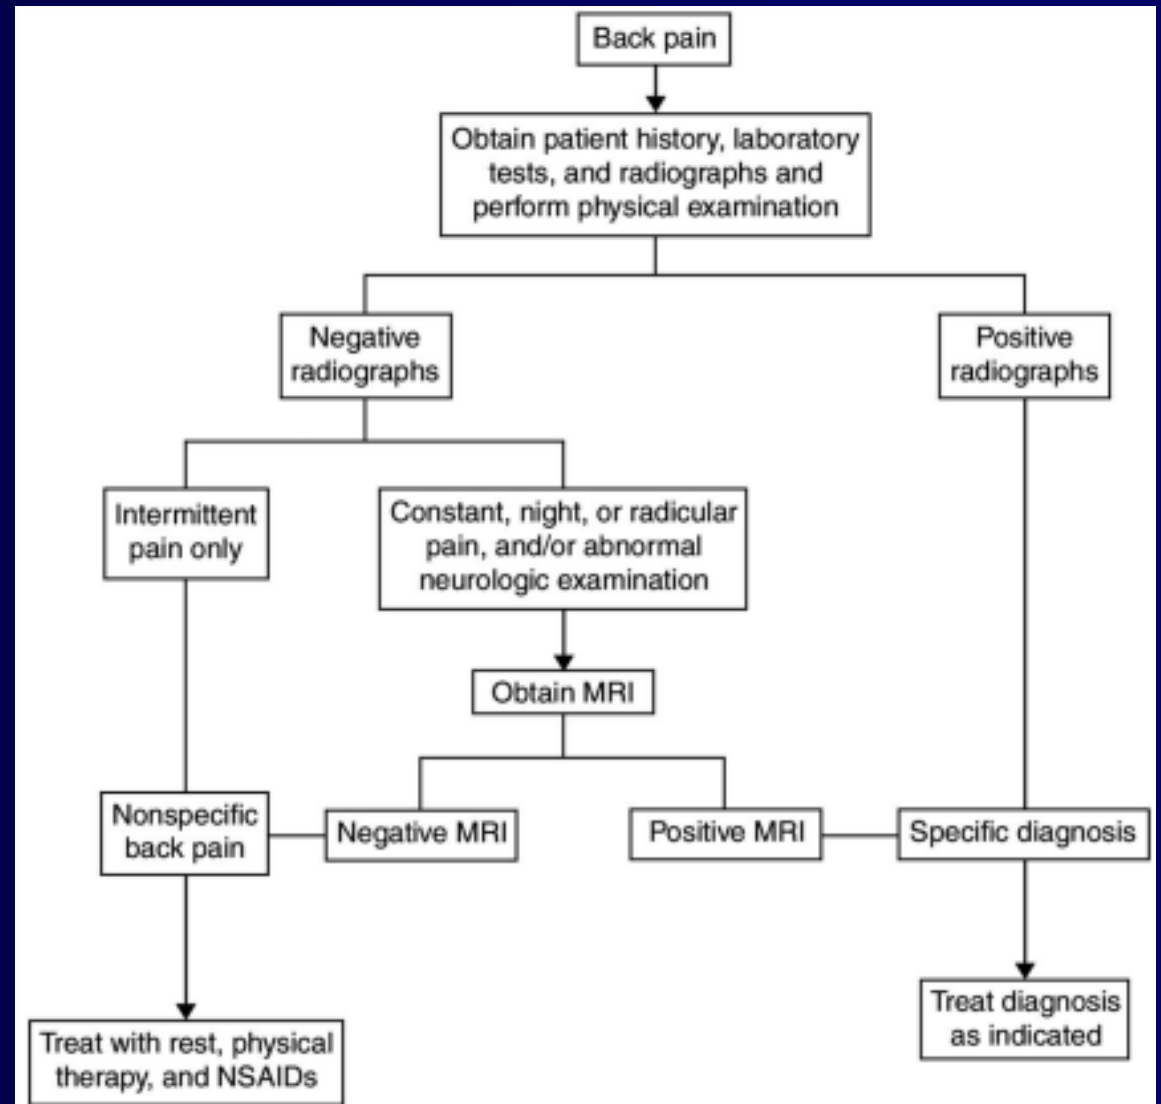 Back pain
Obtain patient history, laboratory
tests, and radiographs and
perform physical examination
Negative
radiographs
Positive
radiographs
Intermittent
pain only
Constant, night, or radicular
pain, and/or abnormal
neurologic examination
Obtain MRI
Nonspecific
back pain
Negative MRI
Positive MRI
Specific diagnosis
Treat with rest, physical
therapy, and NSAIDs
Treat diagnosis
as indicated